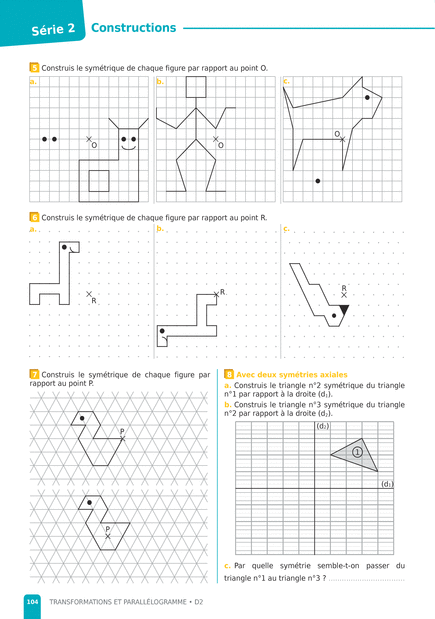 Série 2
Constructions
5 Construis le symétrique de chaque figure par rapport au point O.
a.
b.
c.
O
O
O
6 Construis le symétrique de chaque figure par rapport au point R.
a.
b.
c.
R
R
R
7 Construis le symétrique de chaque figure par
rapport au point P.
P
P
8 Avec deux symétries axiales
a. Construis le triangle n°2 symétrique du triangle
n°1 par rapport à la droite (d₁).
b. Construis le triangle n°3 symétrique du triangle
n°2 par rapport à la droite (d₂).
(d₂)
1
(d₁)
c. Par quelle symétrie semble-t-on passer du
triangle n°1 au triangle n°3 ? ................................
104 TRANSFORMATIONS ET PARALLÉLOGRAMME • D2